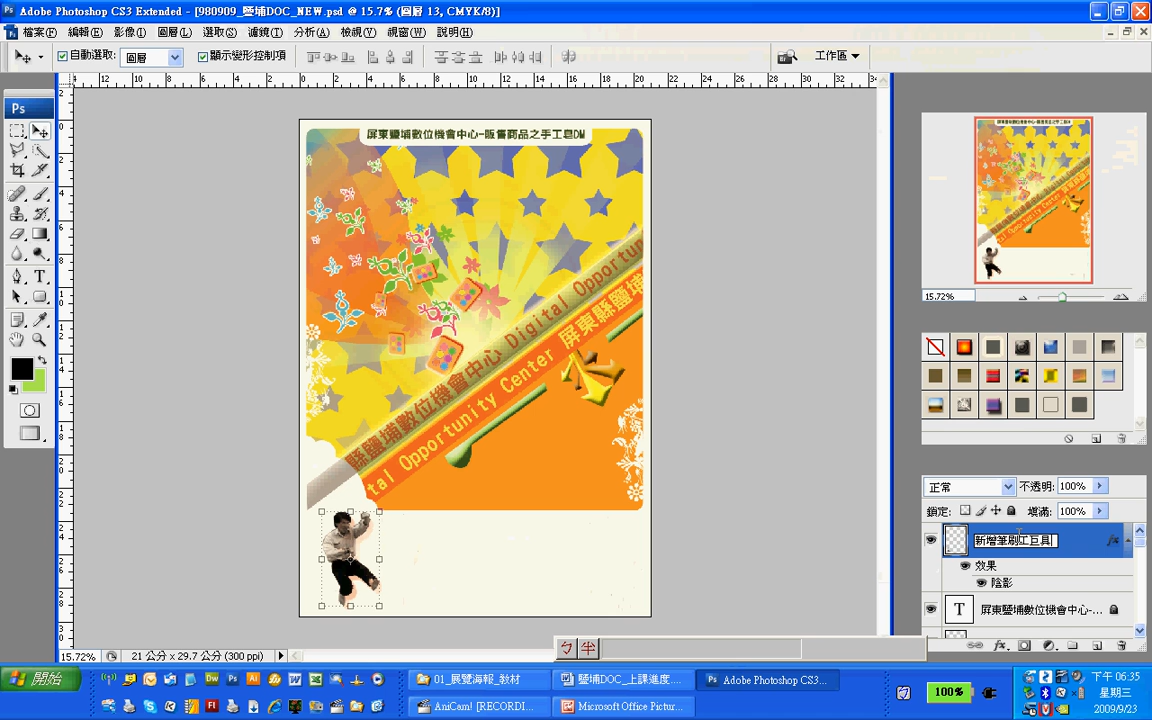 Adobe Photoshop CS3 Extended - [980909_鹽埔DOC_NEW.psd @ 15.7% (圖層 13, CMYK/8)]
檔案(F) 編輯(E) 影像(I) 圖層(L) 選取(S) 濾鏡(T) 分析(A) 檢視(V) 視窗(W) 說明(H)
自動選取: 圖層 顯示變形控制項 工作區
Ps
屏東鹽埔數位機會中心-販售商品之手工皂DM
縣鹽埔數位機會中心 Digital Opportun
tal Opportunity Center 屏東縣鹽埔
15.72%
正常 不透明: 100%
鎖定: 填滿: 100%
新增筆刷工巨具
效果
陰影
T 屏東鹽埔數位機會中心-...
ㄅ 半
15.72% 21 公分 x 29.7 公分 (300 ppi)
開始 01_展覽海報_教材 鹽埔DOC_上課進度.... Adobe Photoshop CS3...
AniCam! [RECORDI... Microsoft Office Pictur...
100%
下午 06:35
星期三
2009/9/23